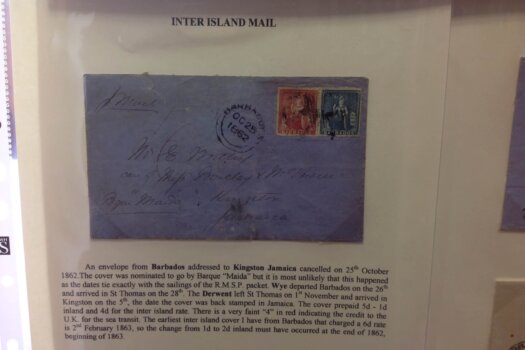 INTER ISLAND MAIL
BARBADOS
OC 25
1862
BARBADOS
BARBADOS
Kingston
Jamaica
An envelope from Barbados addressed to Kingston Jamaica cancelled on 25th October
1862.The cover was nominated to go by Barque "Maida" but it is most unlikely that this happened
as the dates tie exactly with the sailings of the R.M.S.P. packet. Wye departed Barbados on the 26th
and arrived in St Thomas on the 28th. The Derwent left St Thomas on 1st November and arrived in
Kingston on the 5th, the date the cover was back stamped in Jamaica. The cover prepaid 5d - 1d
inland and 4d for the inter island rate. There is a very faint "4" in red indicating the credit to the
U.K. for the sea transit. The earliest inter island cover I have from Barbados that charged a 6d rate
is 2nd February 1863, so the change from 1d to 2d inland must have occurred at the end of 1862,
beginning of 1863.